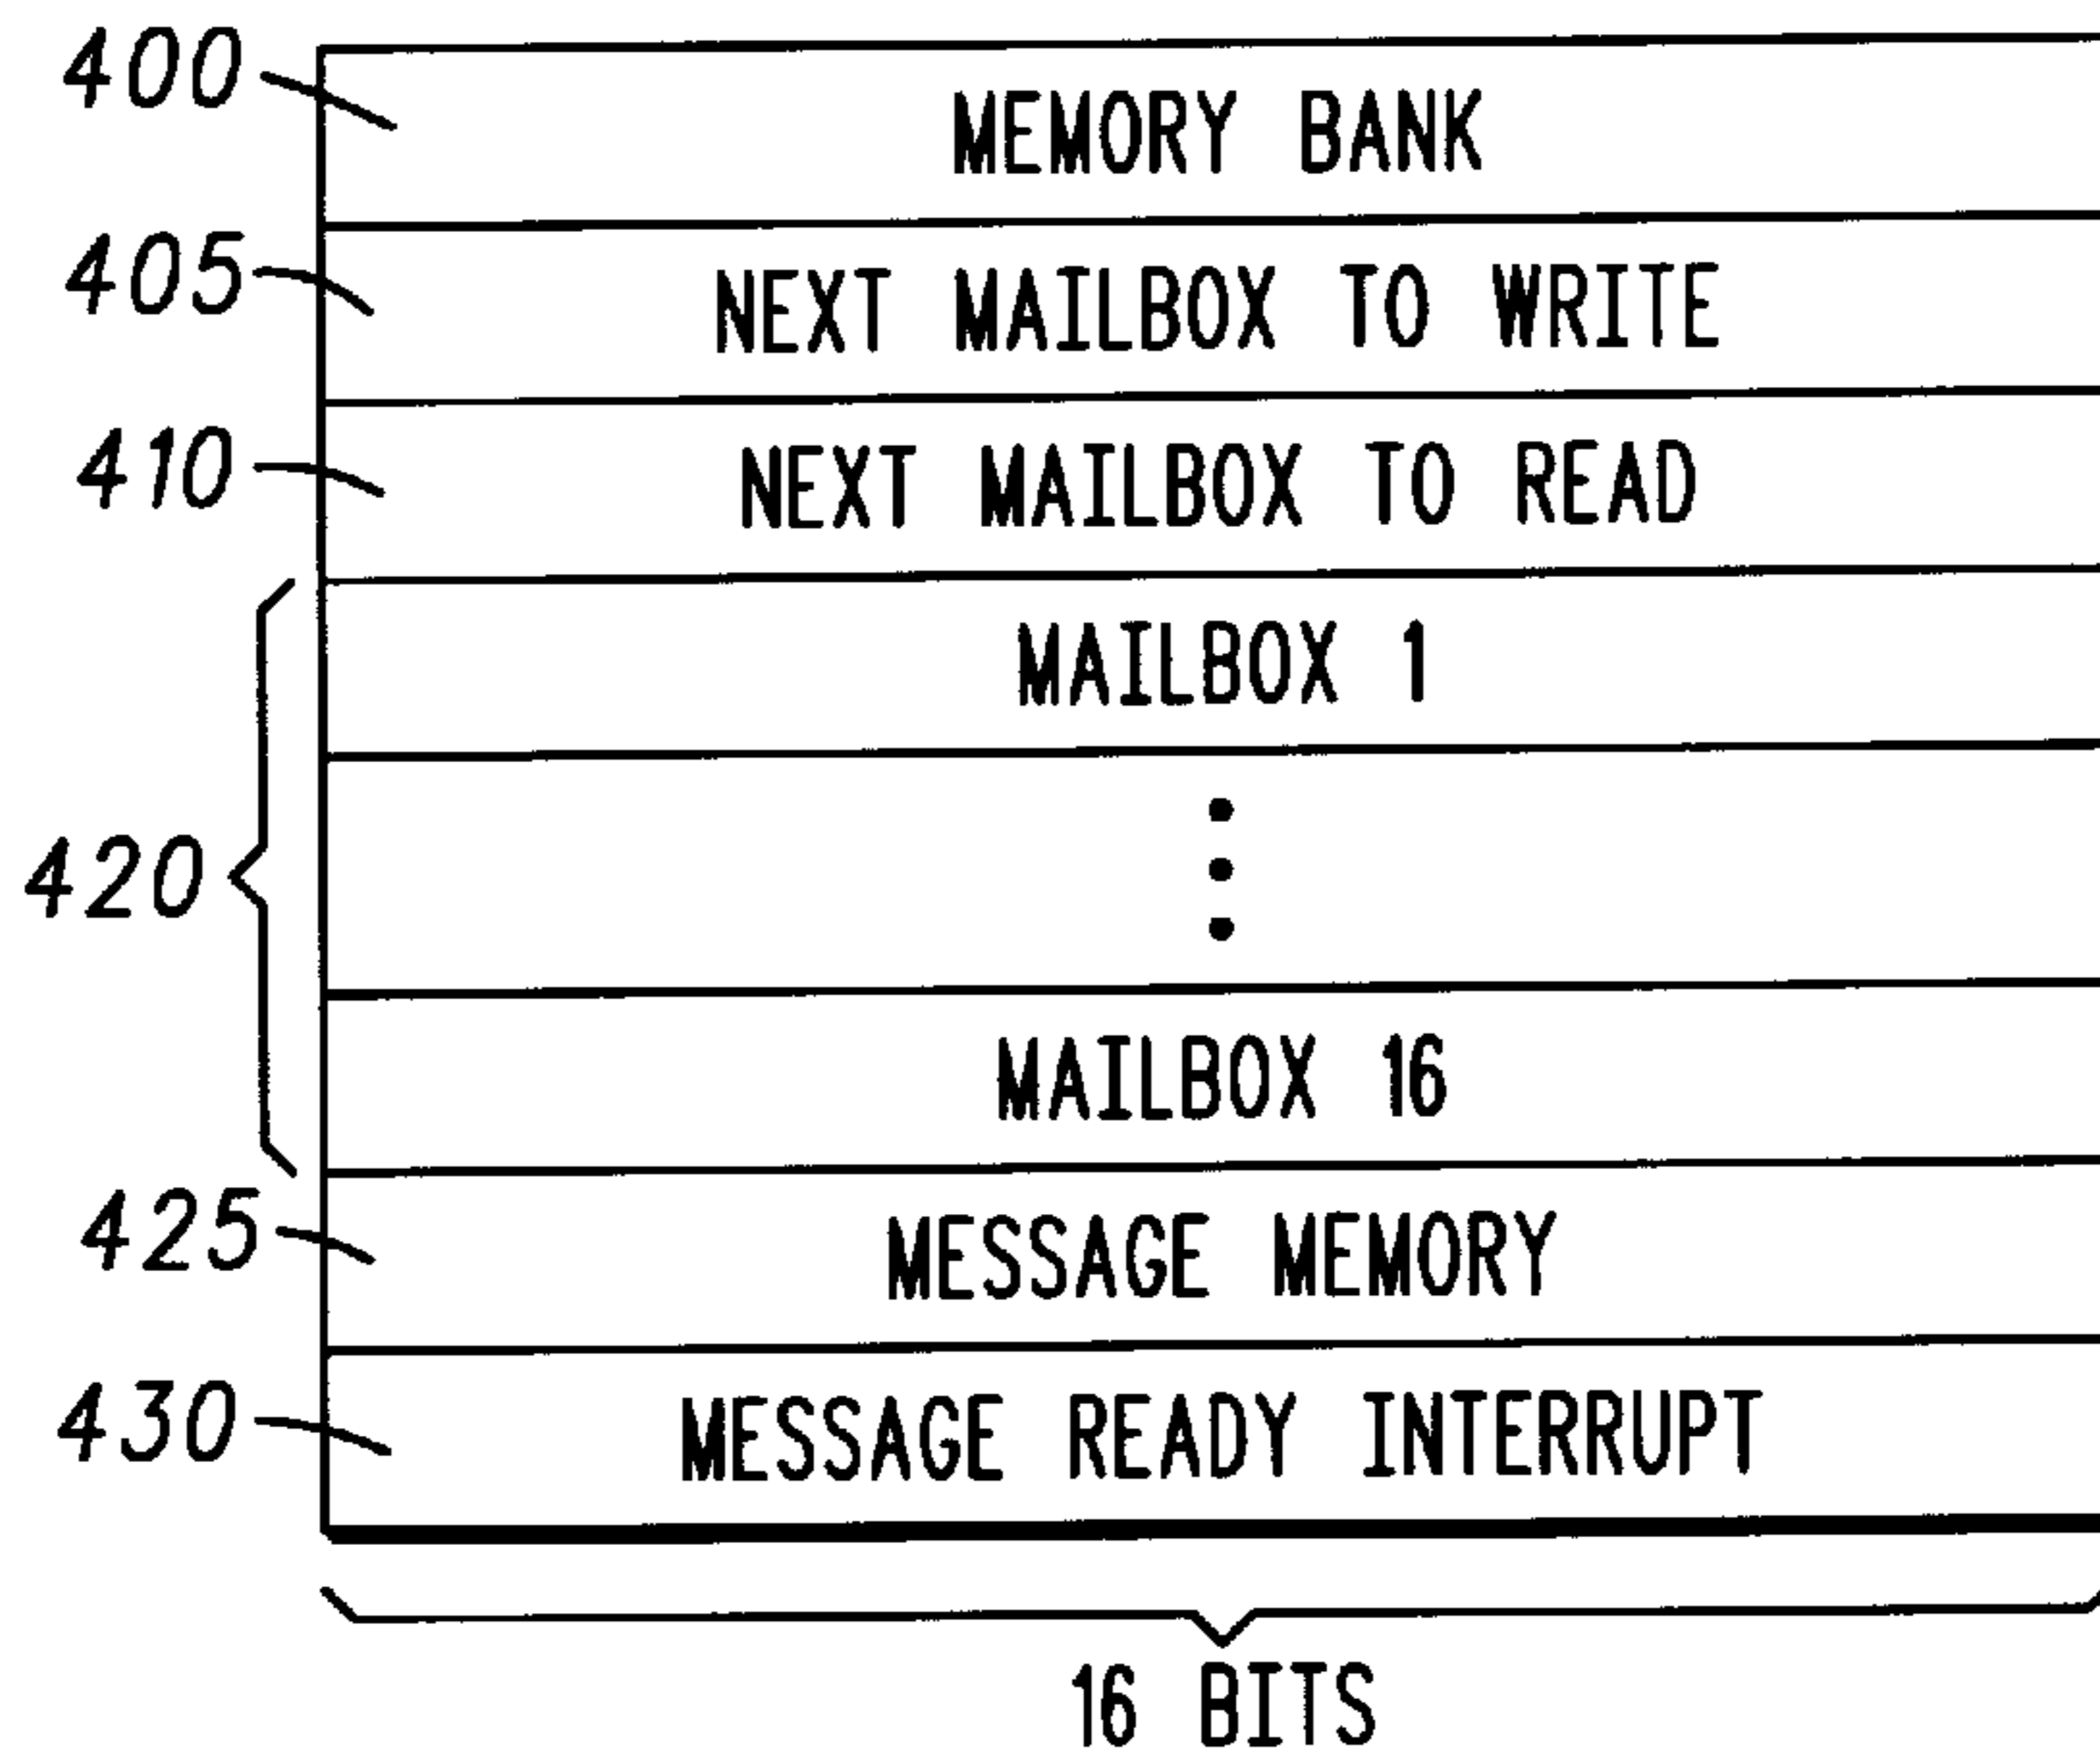 400 MEMORY BANK
405 NEXT MAILBOX TO WRITE
410 NEXT MAILBOX TO READ
MAILBOX 1
420
MAILBOX 16
425 MESSAGE MEMORY
430 MESSAGE READY INTERRUPT
16 BITS